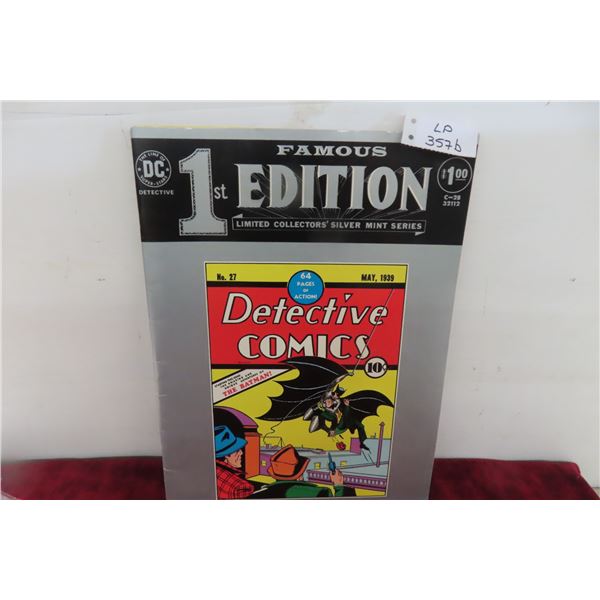 LP
357b
THE LINE OF
DC
SUPER-STARS
DETECTIVE
FAMOUS
1st EDITION
LIMITED COLLECTORS' SILVER MINT SERIES
$1.00
C-28
32112
No. 27
64
PAGES
OF
ACTION!
MAY, 1939
Detective
COMICS
10¢
THE BATMAN!